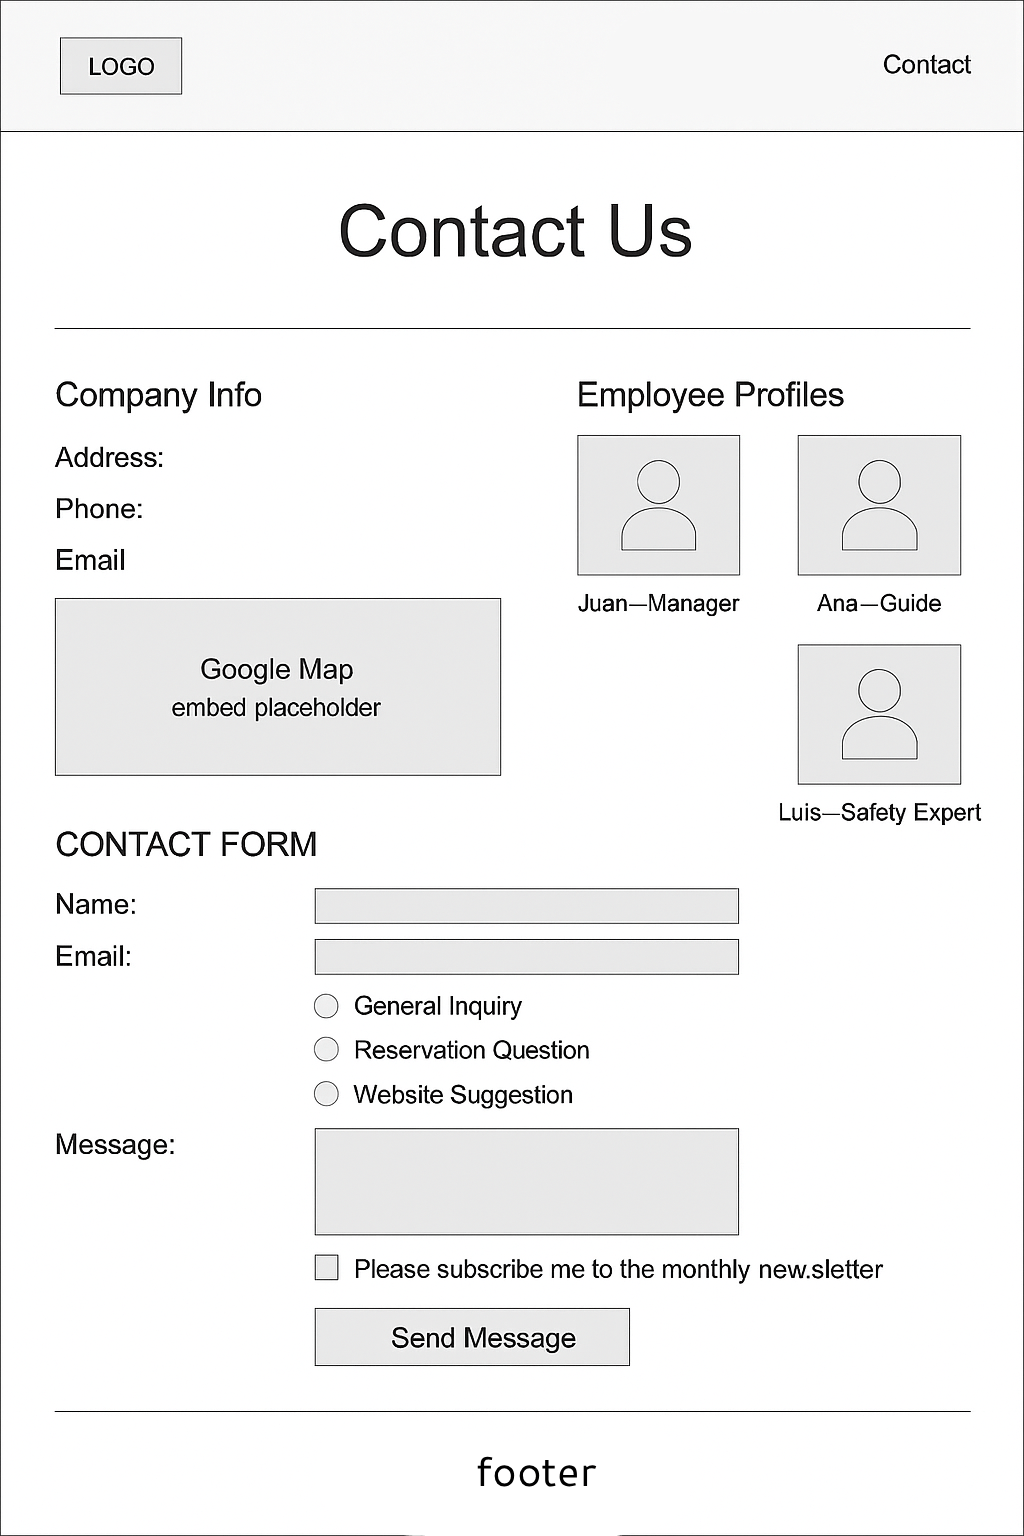 LOGO
Contact
Contact Us
Company Info
Address:
Phone:
Email
Google Map
embed placeholder
Employee Profiles
Juan—Manager
Ana—Guide
Luis—Safety Expert
CONTACT FORM
Name:
Email:
General Inquiry
Reservation Question
Website Suggestion
Message:
Please subscribe me to the monthly new.sletter
Send Message
footer